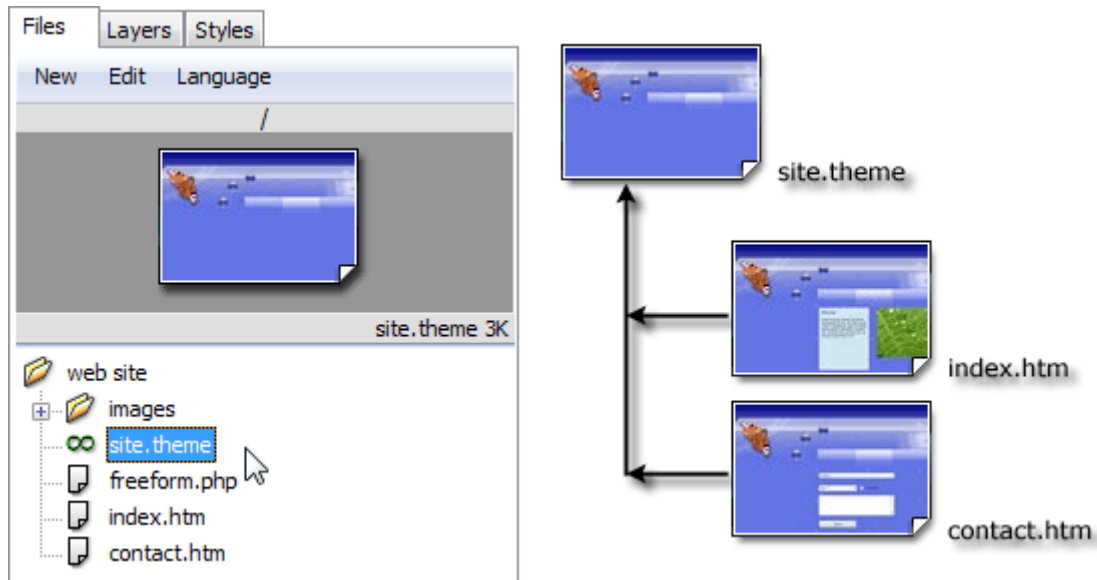 Files
Layers
Styles
New
Edit
Language
/
site.theme 3K
web site
images
site.theme
freeform.php
index.htm
contact.htm
site.theme
index.htm
contact.htm